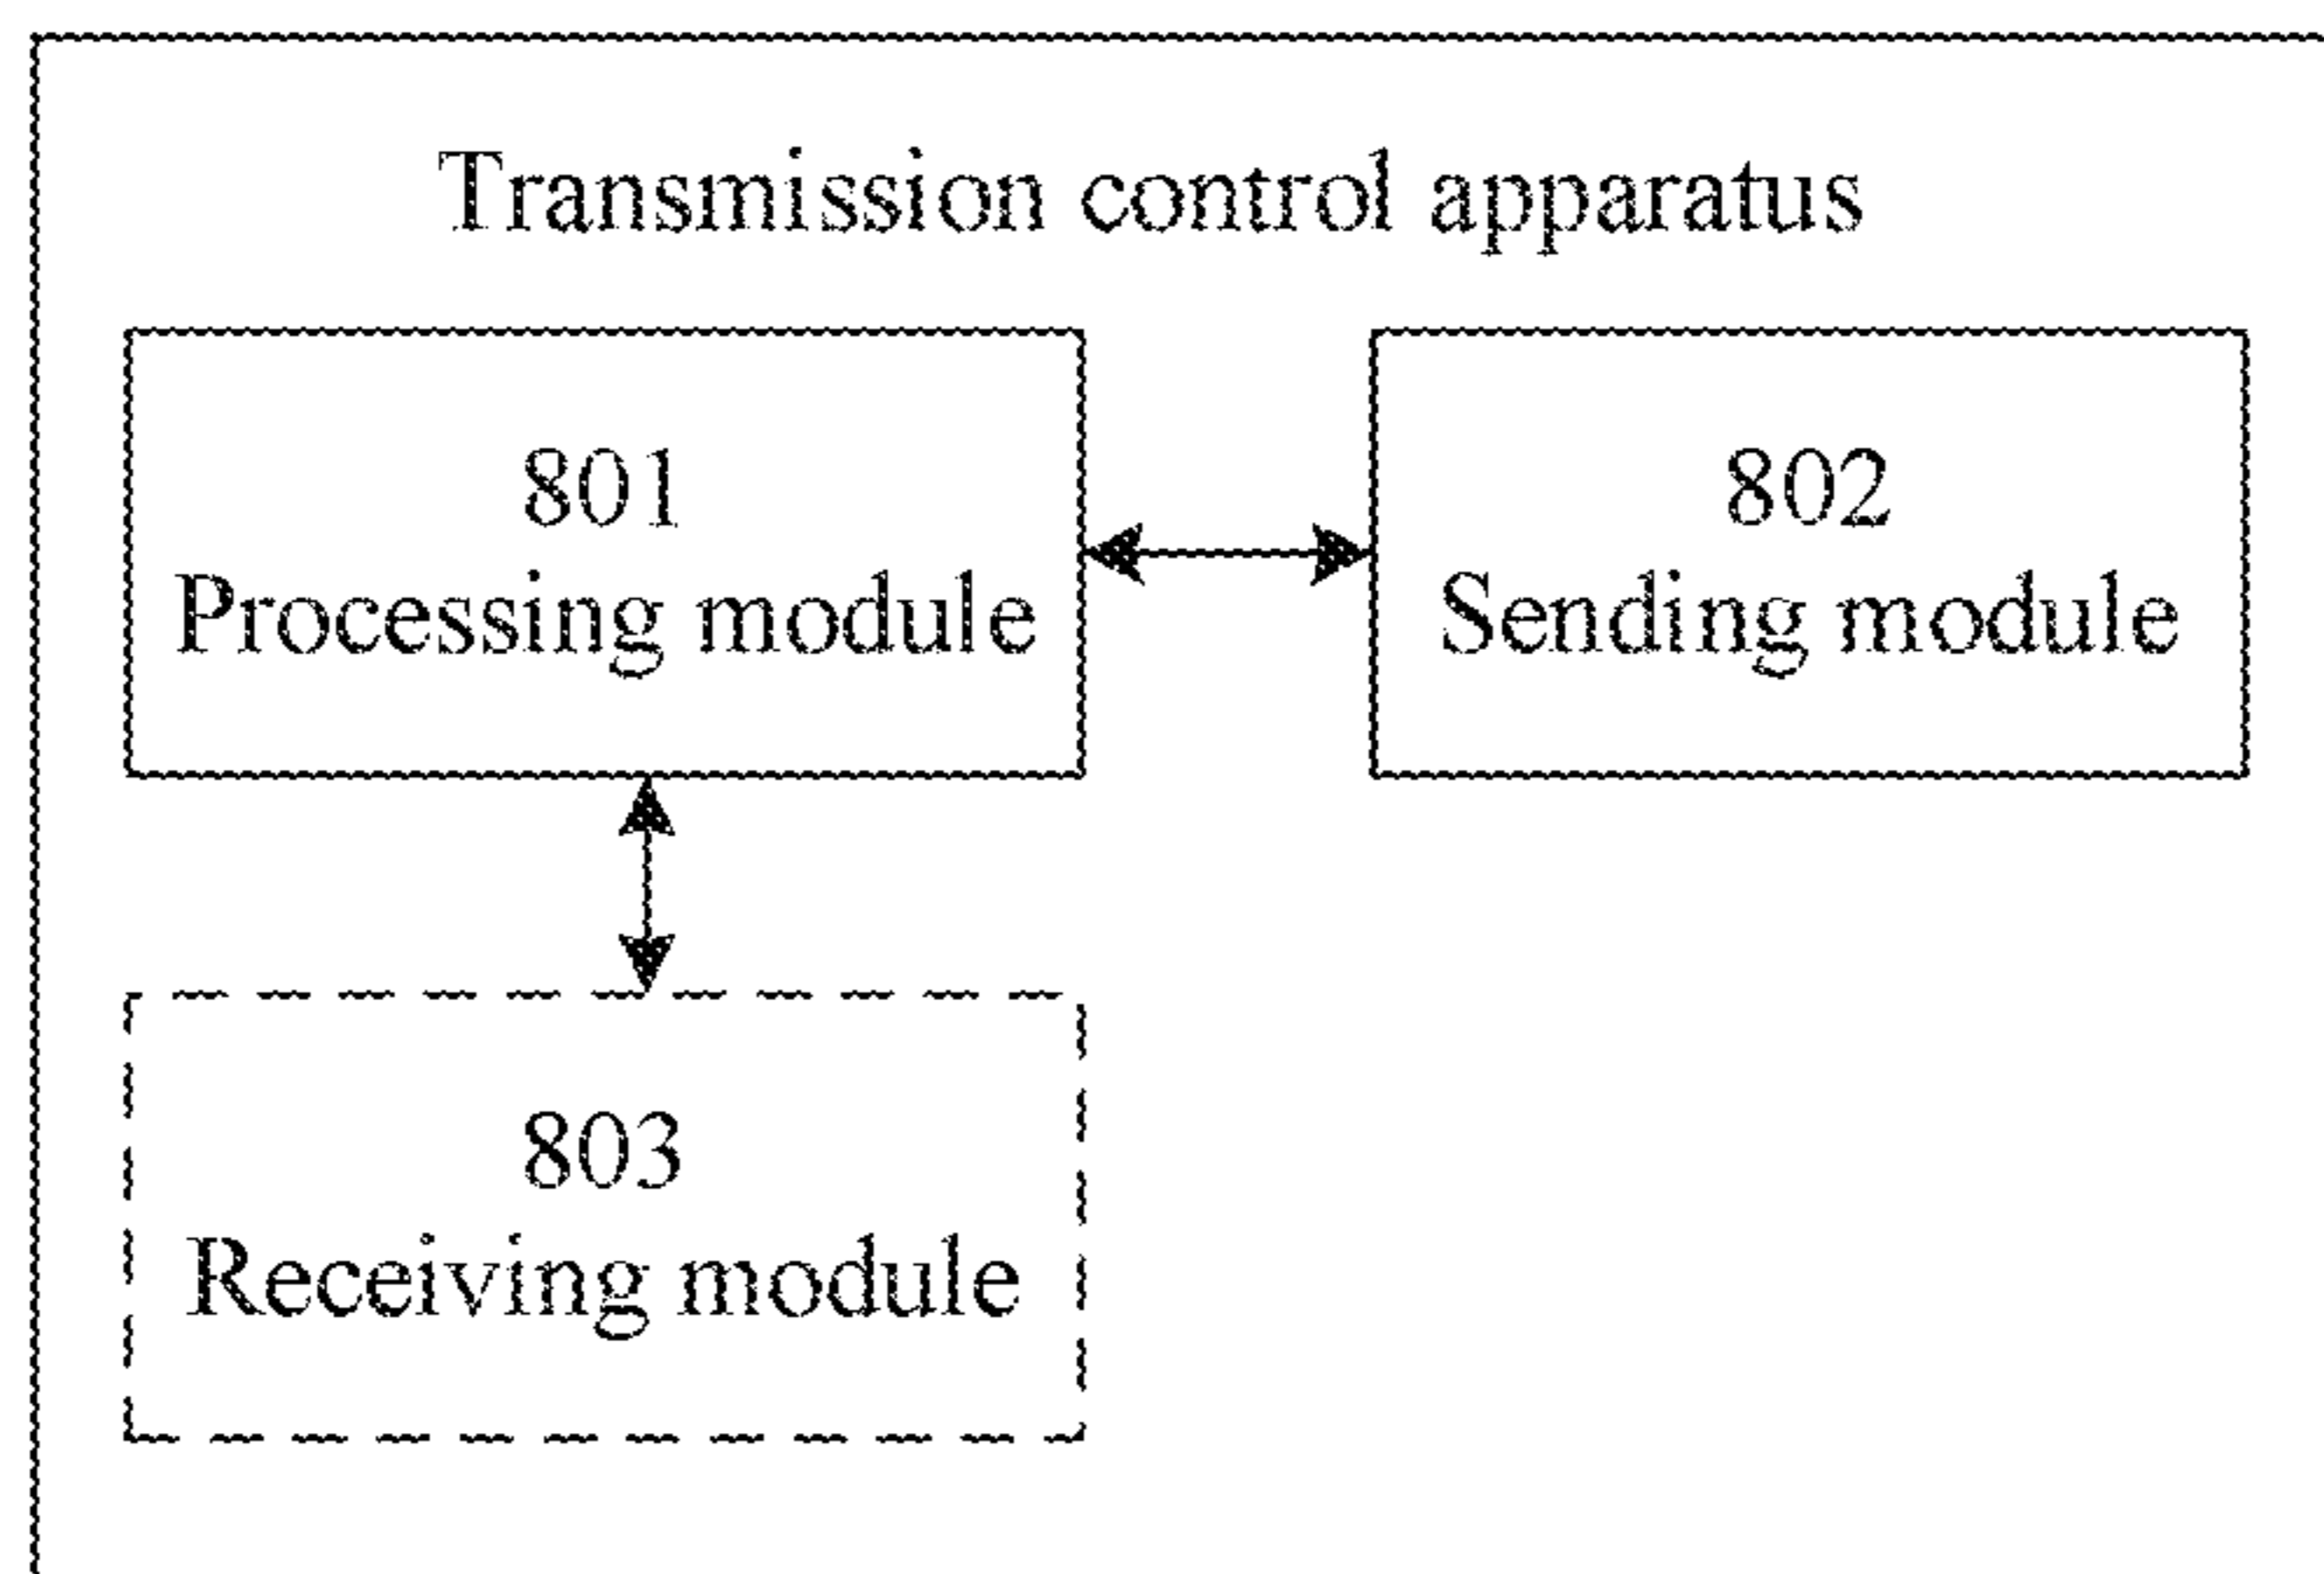 Transmission control apparatus
801
Processing module
802
Sending module
803
Receiving module